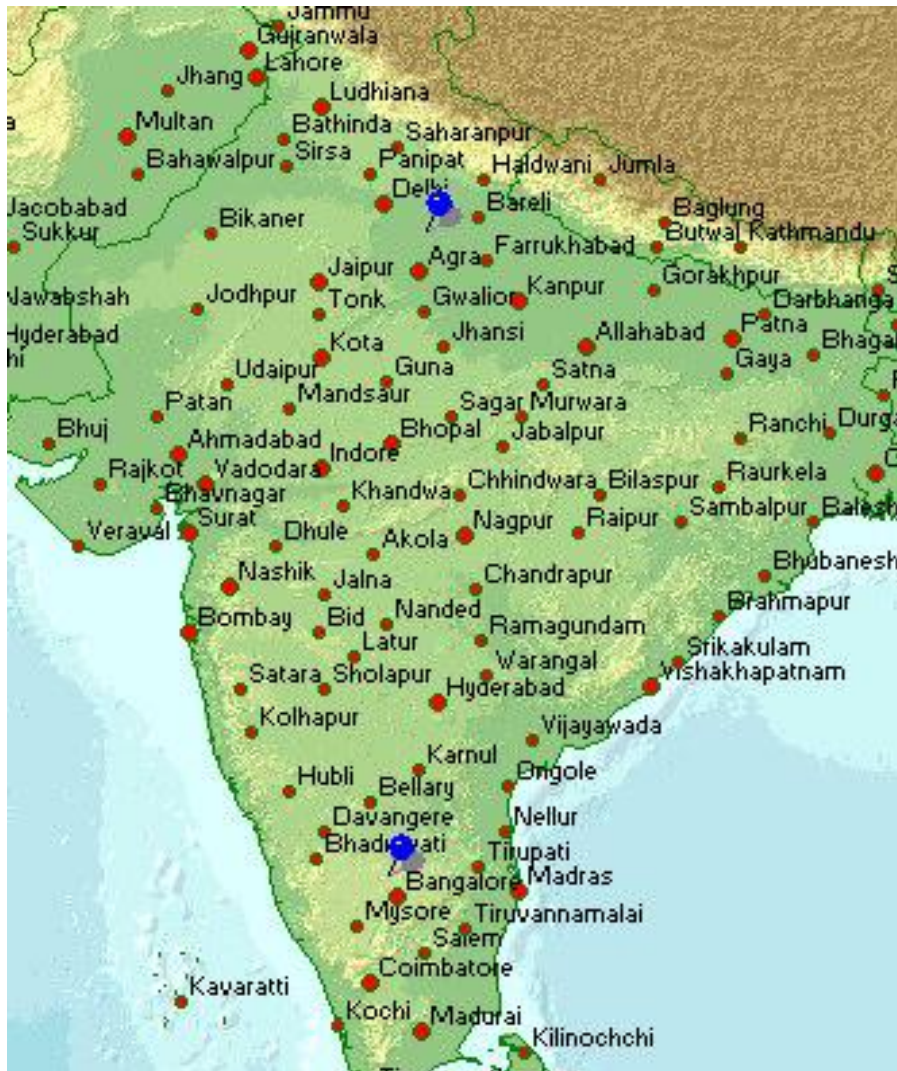 Jammu
Gujranwala
Lahore
Jhang
Ludhiana
Multan
Bathinda
Saharanpur
Bahawalpur
Sirsa
Panipat
Haldwani
Jumla
Delhi
Bareli
Jacobabad
Bikaner
Baglung
Sukkur
Butwal
Kathmandu
Agra
Farrukhabad
Jaipur
Gorakhpur
Nawabshah
Jodhpur
Tonk
Gwalior
Kanpur
Darbhanga
Hyderabad
Jhansi
Allahabad
Patna
hi
Kota
Bhagal
Udaipur
Guna
Satna
Gaya
Patan
Mandsaur
Sagar
Murwara
Bhuj
Ahmadabad
Bhopal
Jabalpur
Ranchi
Durga
Rajkot
Vadodara
Indore
Chhindwara
Bilaspur
Raurkela
Bhavnagar
Khandwa
Veraval
Surat
Dhule
Akola
Nagpur
Raipur
Sambalpur
Balesh
Nashik
Jalna
Chandrapur
Bhubanesh
Bombay
Bid
Nanded
Ramagundam
Brahmapur
Latur
Warangal
Srikakulam
Satara
Sholapur
Hyderabad
Vishakhapatnam
Kolhapur
Vijayawada
Karnul
Hubli
Bellary
Ongole
Davangere
Nellur
Bhadravati
Tirupati
Bangalore
Madras
Mysore
Tiruvannamalai
Salem
Coimbatore
Kavaratti
Kochi
Madurai
Kilinochchi